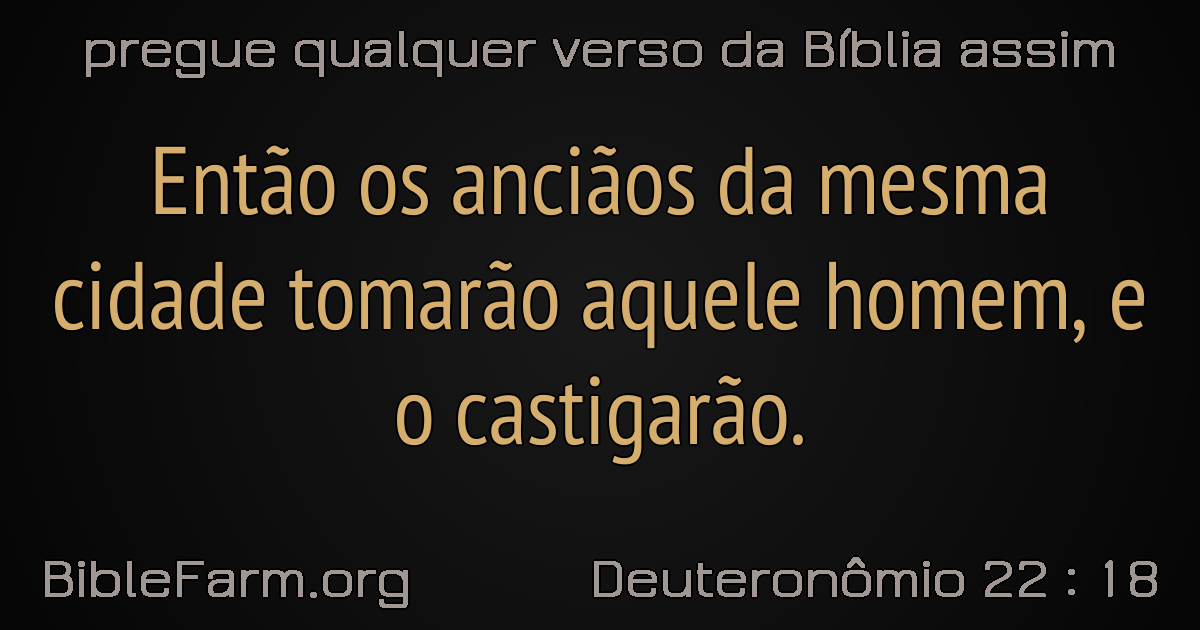 pregue qualquer verso da Bíblia assim
Então os anciãos da mesma
cidade tomarão aquele homem, e
o castigarão.
BibleFarm.org
Deuteronômio 22 : 18